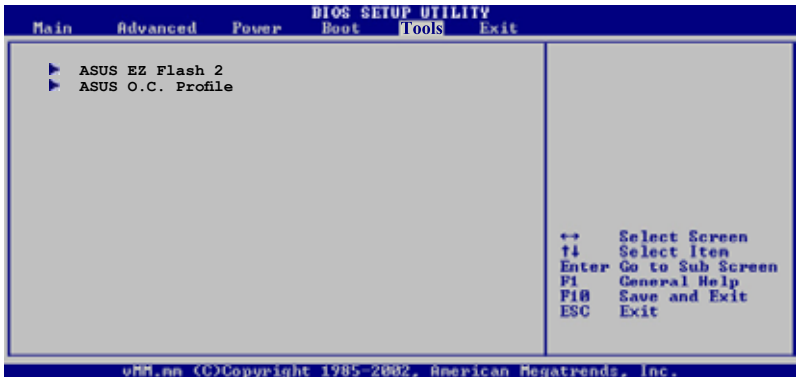 BIOS SETUP UTILITY
Main Advanced Power Boot Tools Exit
ASUS EZ Flash 2
ASUS O.C. Profile
↔ Select Screen
↑↓ Select Item
Enter Go to Sub Screen
F1 General Help
F10 Save and Exit
ESC Exit
vMM.mm (C)Copyright 1985-2002, American Megatrends, Inc.